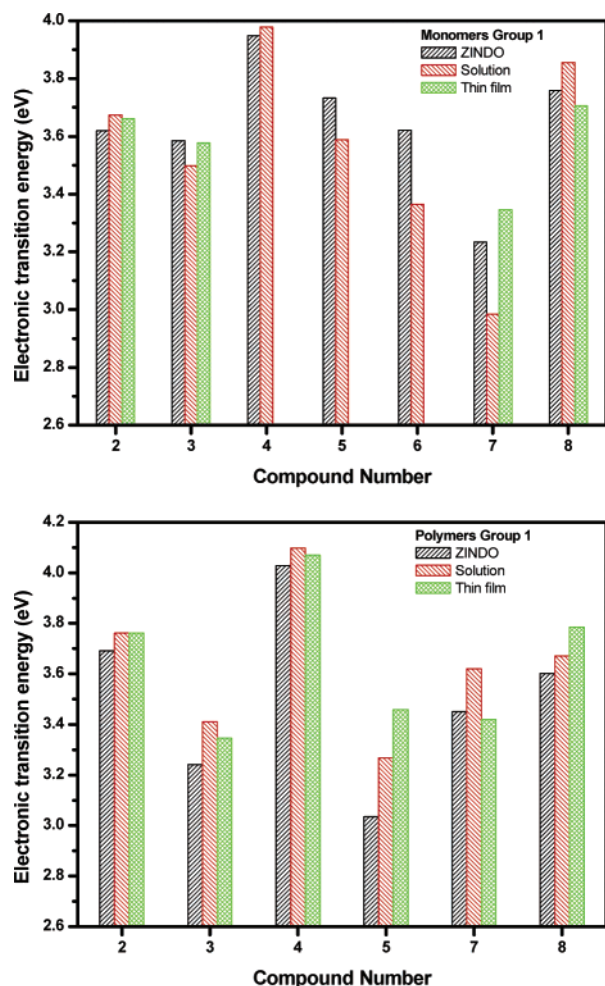 Electronic transition energy (eV)
4.0
3.8
3.6
3.4
3.2
3.0
2.8
2.6
Monomers Group 1
ZINDO
Solution
Thin film
2 3 4 5 6 7 8
Compound Number
Electronic transition energy (eV)
4.2
4.0
3.8
3.6
3.4
3.2
3.0
2.8
2.6
Polymers Group 1
ZINDO
Solution
Thin film
2 3 4 5 7 8
Compound Number